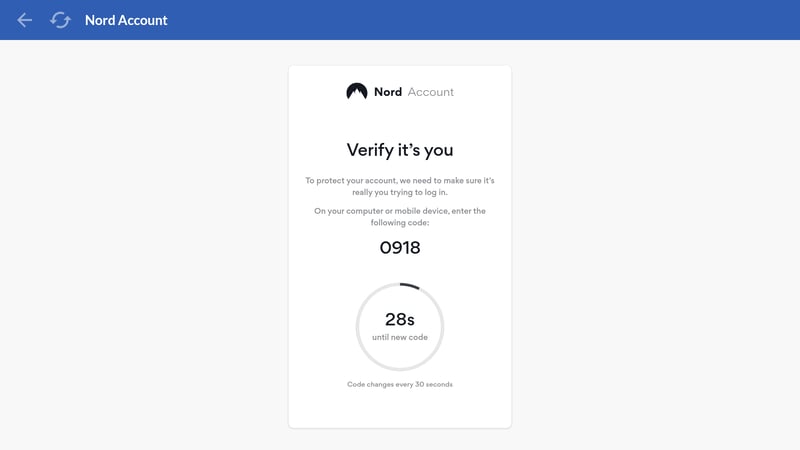 Nord Account
Nord Account
Verify it's you
To protect your account, we need to make sure it's
really you trying to log in.
On your computer or mobile device, enter the
following code:
0918
28s
until new code
Code changes every 30 seconds